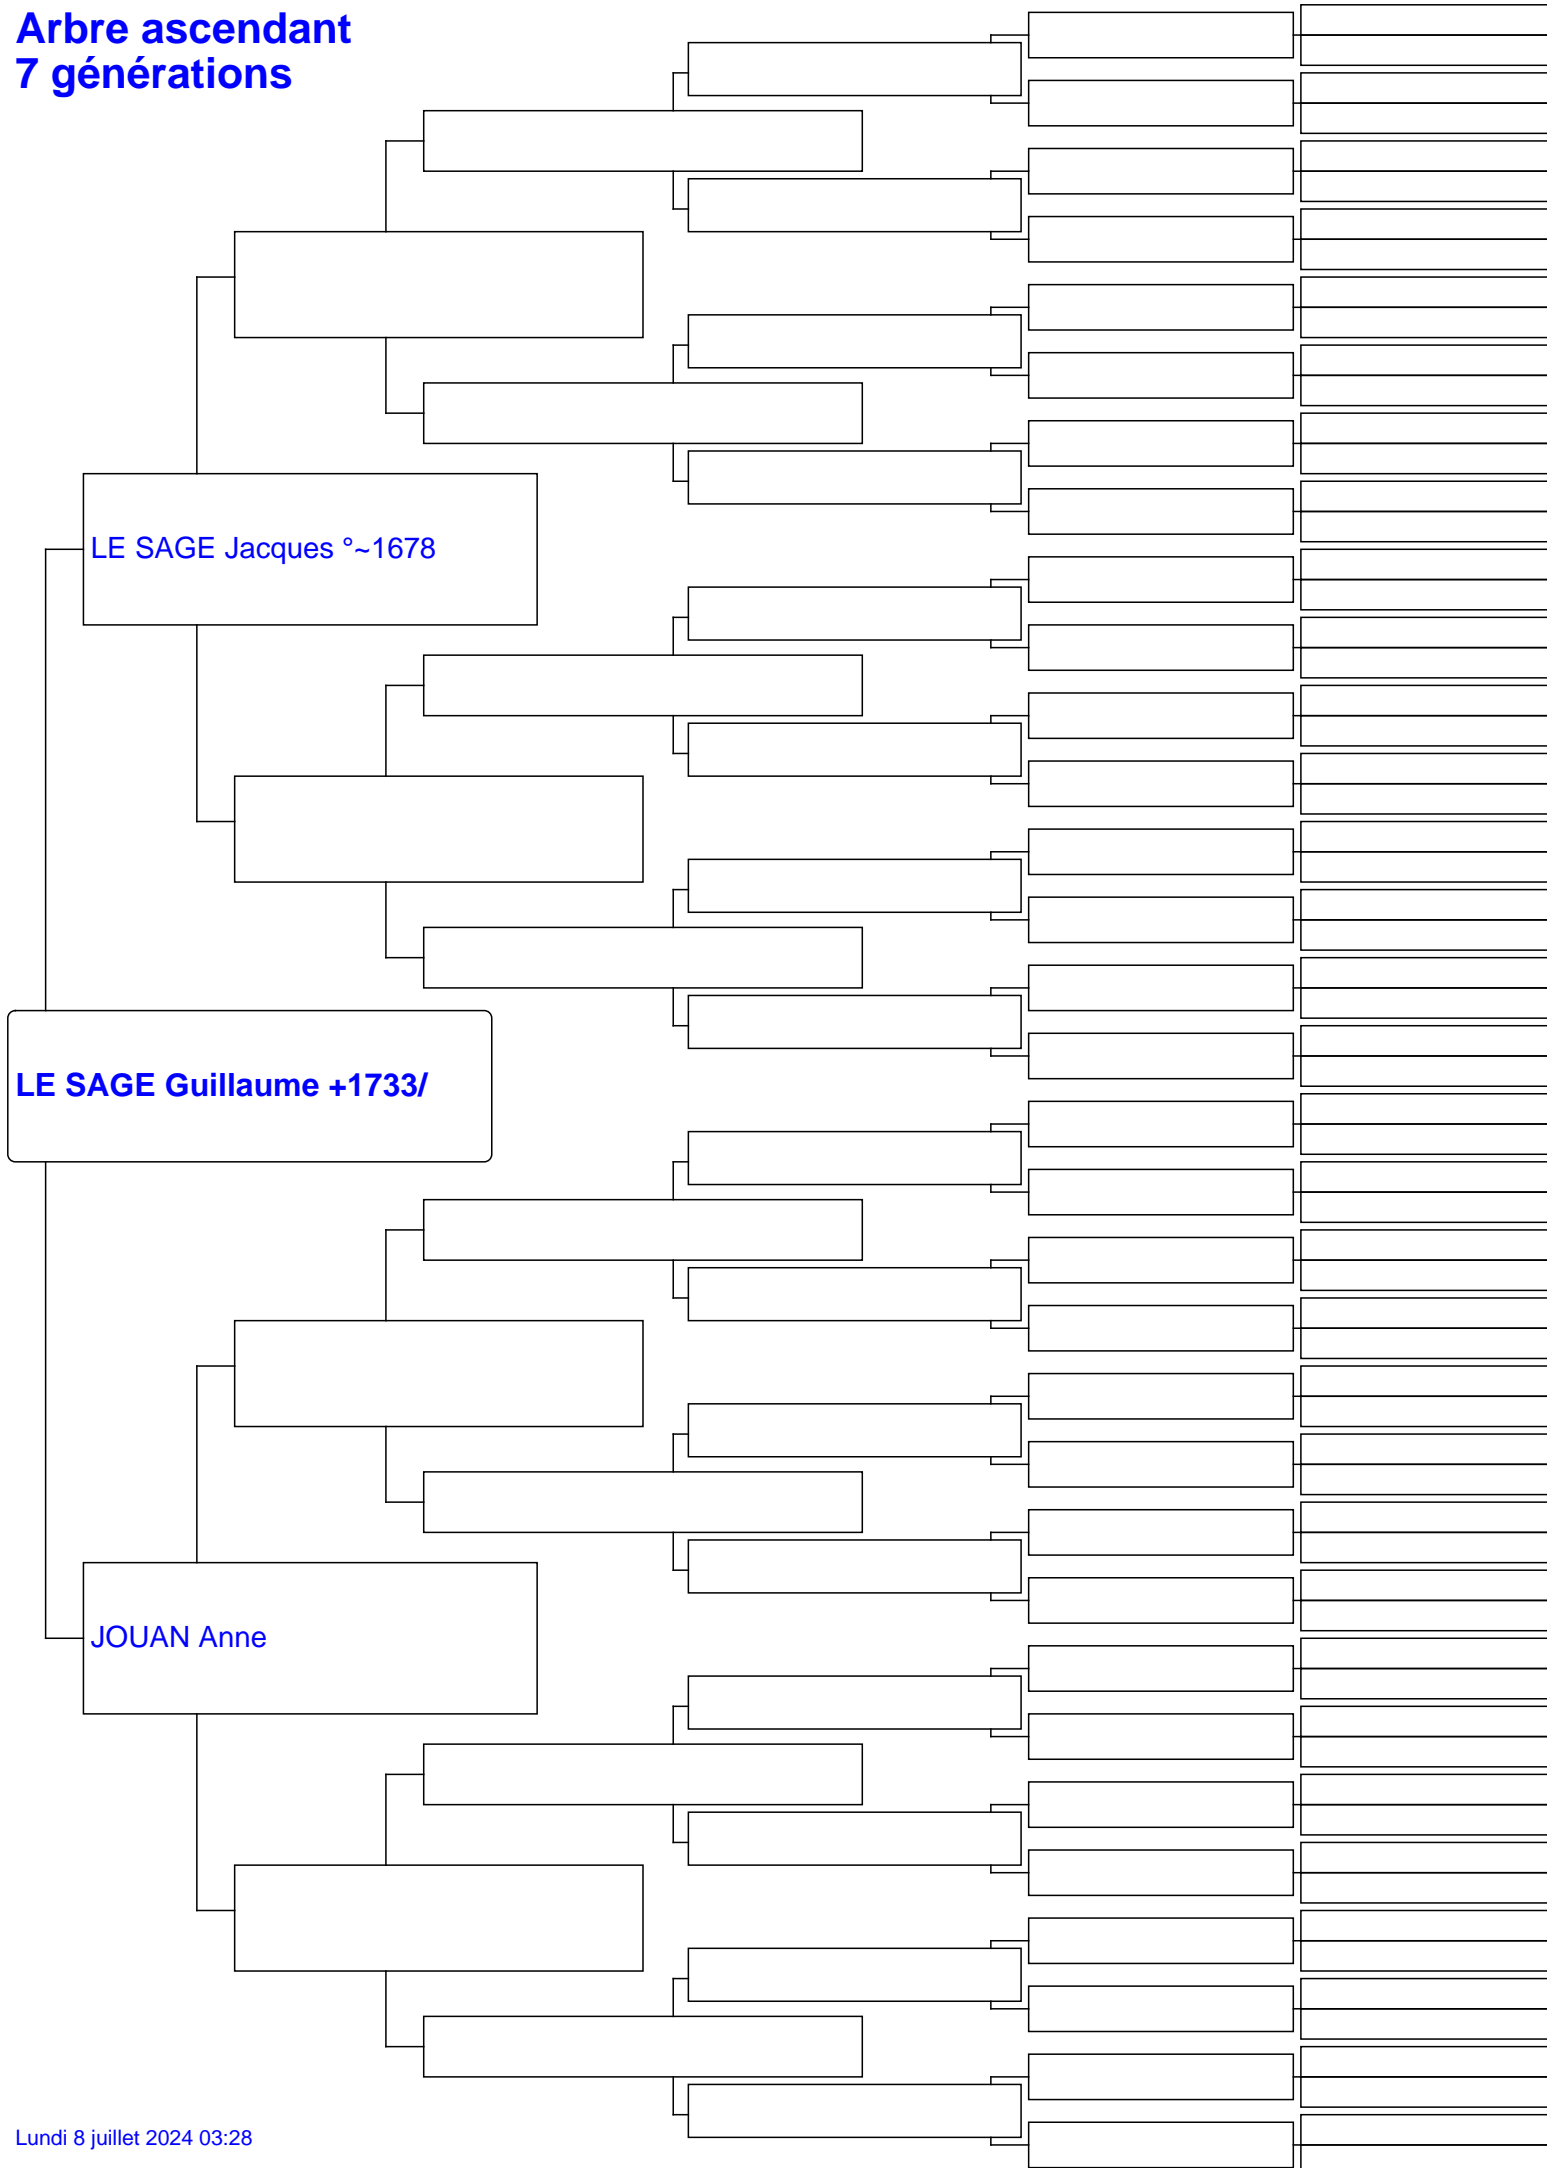 Arbre ascendant
7 générations
LE SAGE Jacques °~1678
LE SAGE Guillaume +1733/
JOUAN Anne
Lundi 8 juillet 2024 03:28